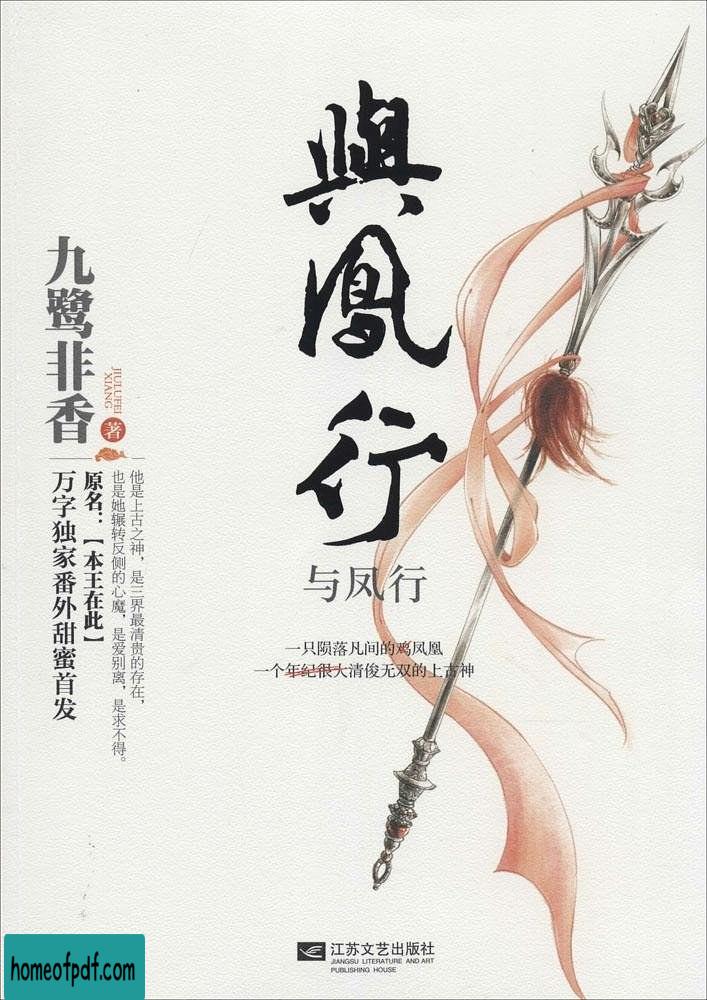 與鳳行
与凤行
一只陨落凡间的鸡凤凰
一个年纪很大清俊无双的上古神
九鹭非香
JIULUFEI
XIANG
著
他是上古之神，是三界最清贵的存在，
也是她辗转反侧的心魔，是爱别离，是求不得。
原名：【本王在此】
万字独家番外甜蜜首发
江苏文艺出版社
JIANGSU LITERATURE AND ART
PUBLISHING HOUSE
homeofpdf.com